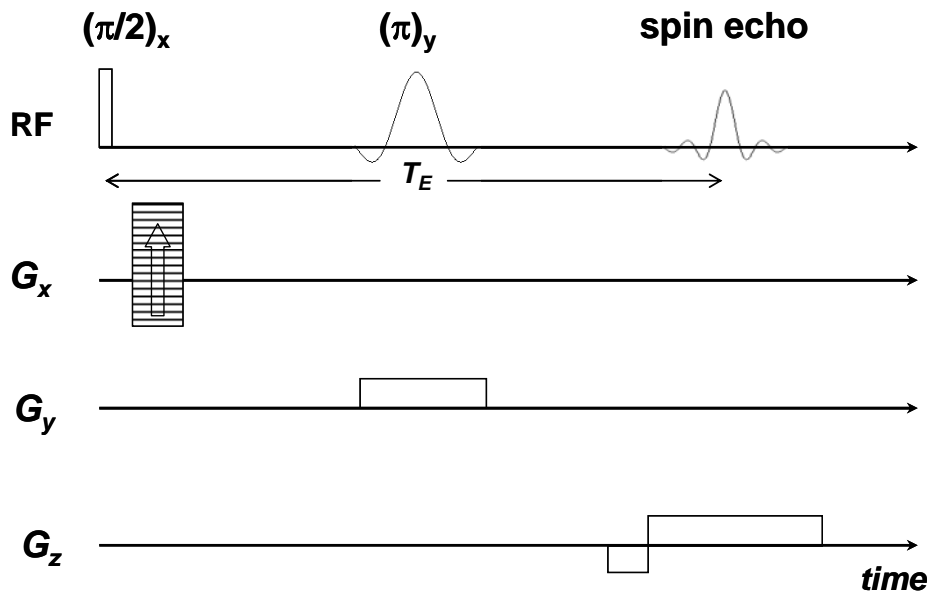 (π/2)x (π)y spin echo
RF
TE
Gx
Gy
Gz
time